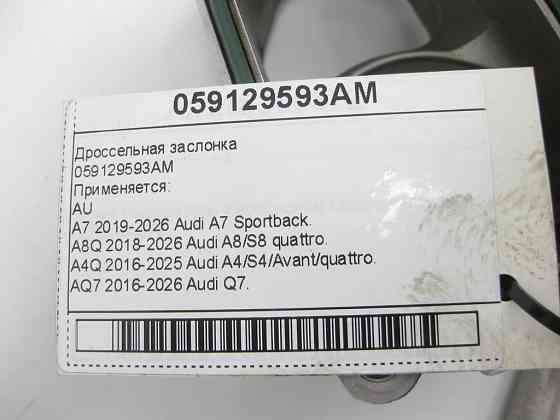 059129593AM
Дроссельная заслонка
059129593AM
Применяется:
AU
A7 2019-2026 Audi A7 Sportback.
A8Q 2018-2026 Audi A8/S8 quattro.
A4Q 2016-2025 Audi A4/S4/Avant/quattro.
AQ7 2016-2026 Audi Q7.